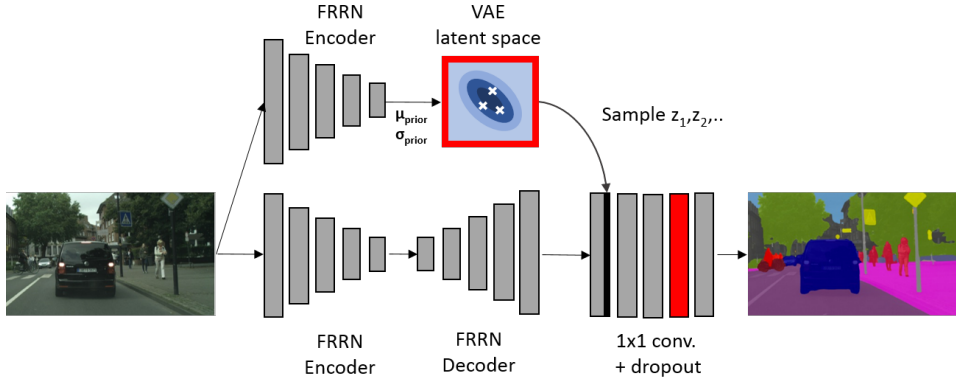 FRRN
Encoder
VAE
latent space
μprior
σprior
Sample z1,z2,..
FRRN
Encoder
FRRN
Decoder
1x1 conv.
+ dropout